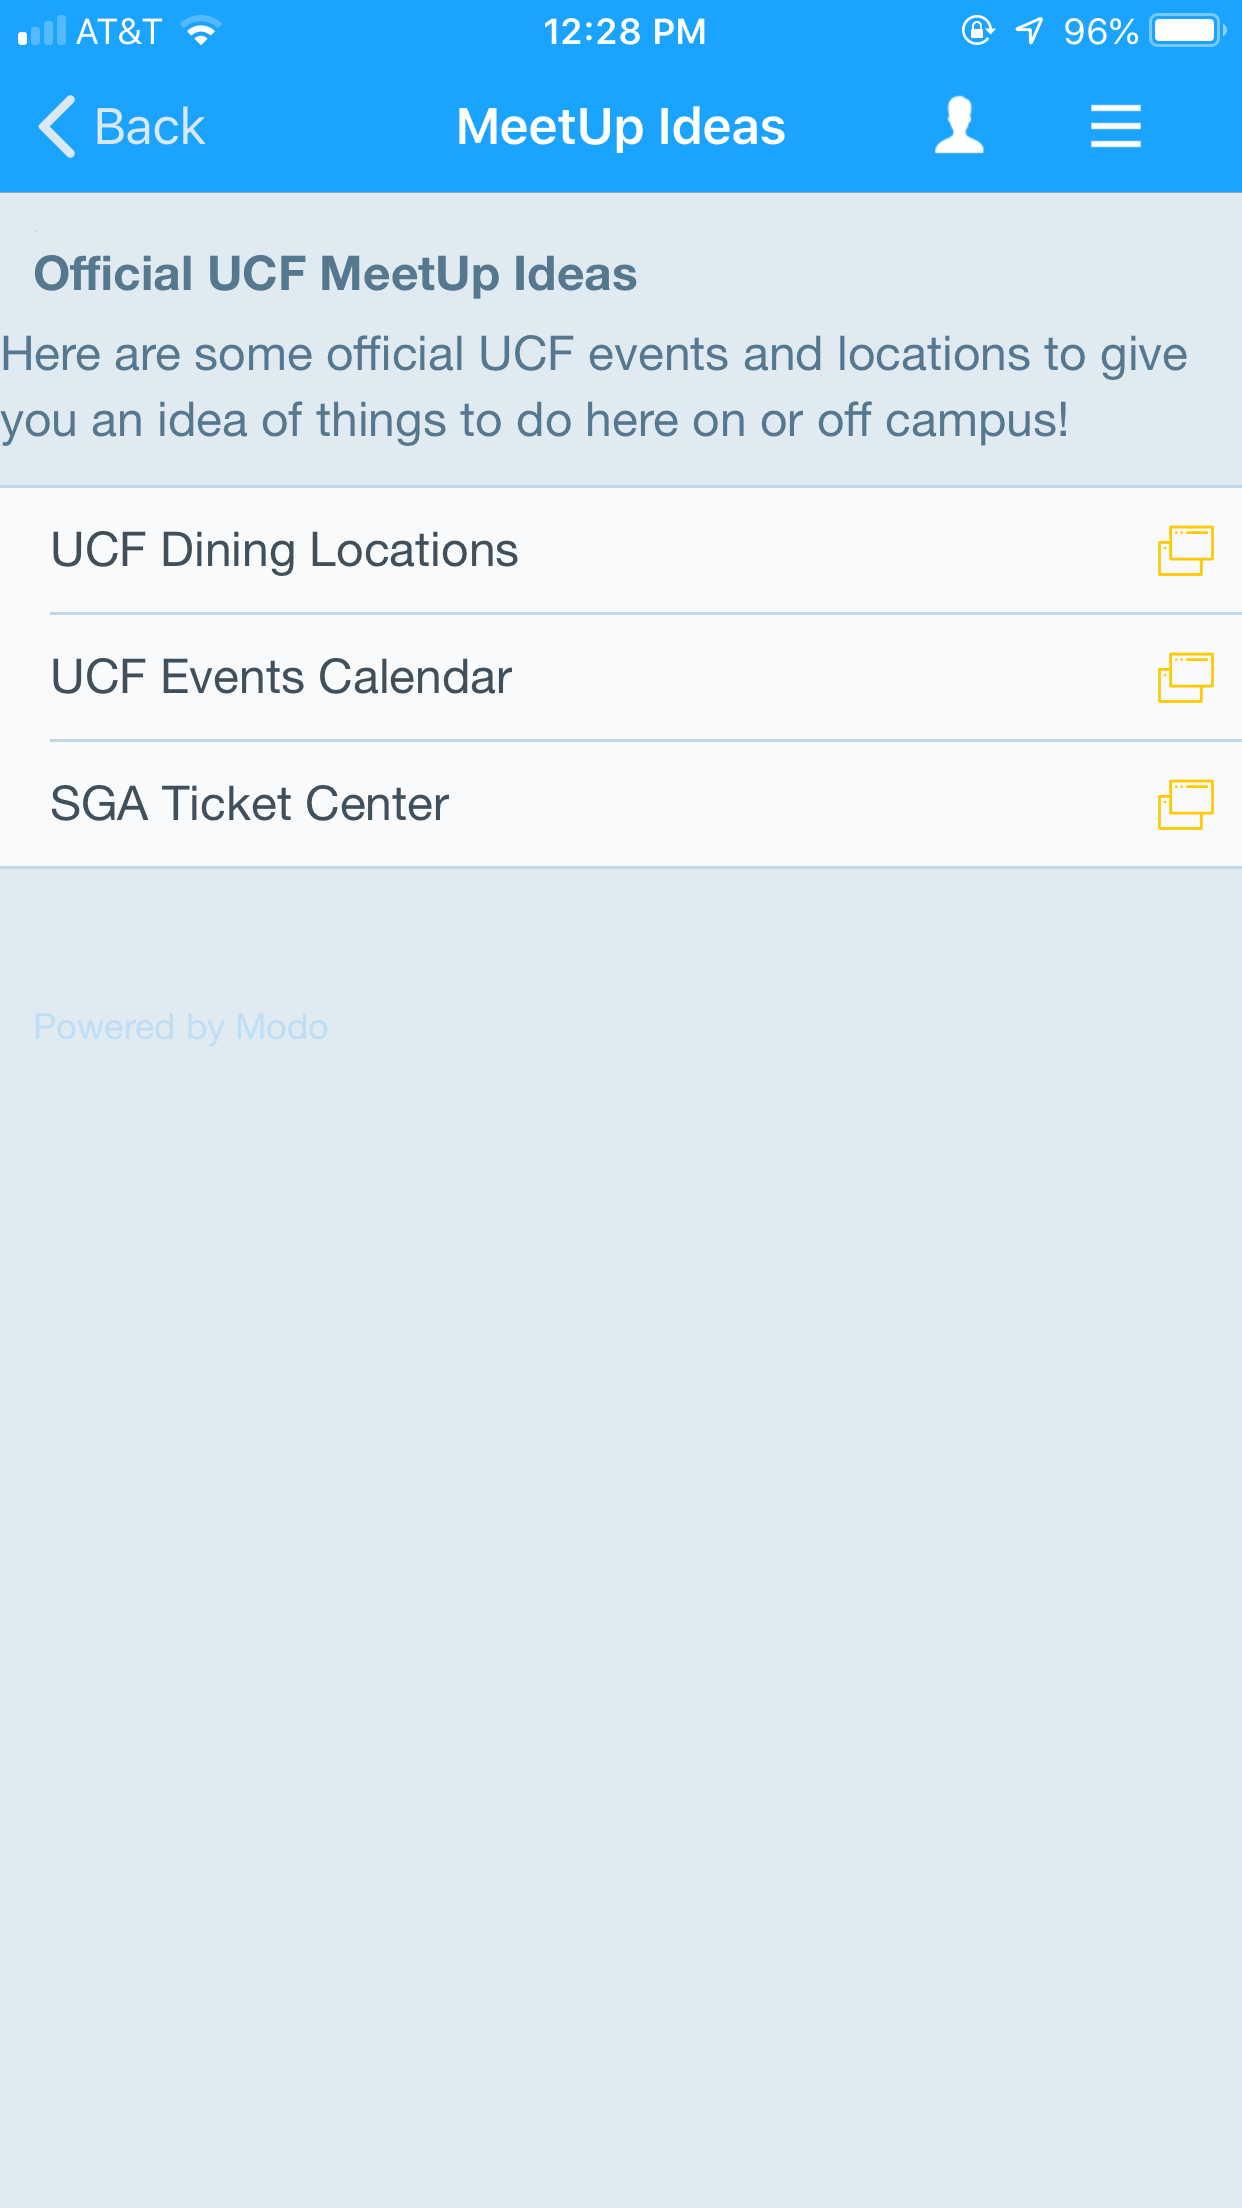 AT&T 12:28 PM 96%
Back MeetUp Ideas
Official UCF MeetUp Ideas
Here are some official UCF events and locations to give
you an idea of things to do here on or off campus!
UCF Dining Locations
UCF Events Calendar
SGA Ticket Center
Powered by Modo